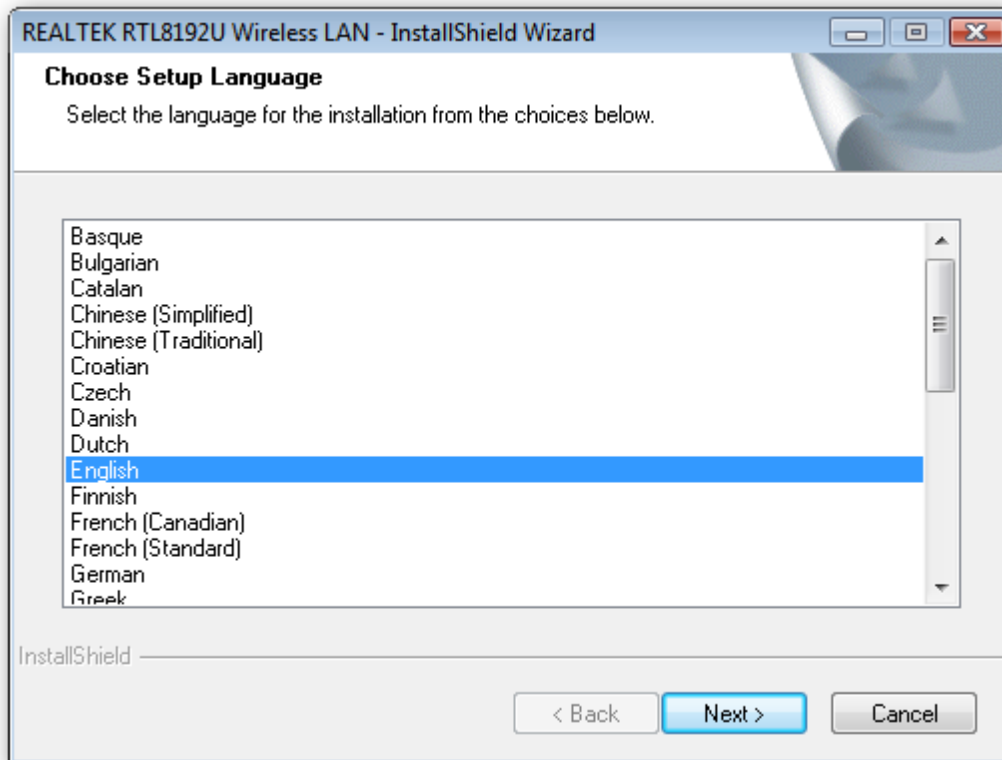 REALTEK RTL8192U Wireless LAN - InstallShield Wizard
Choose Setup Language
Select the language for the installation from the choices below.
Basque
Bulgarian
Catalan
Chinese (Simplified)
Chinese (Traditional)
Croatian
Czech
Danish
Dutch
English
Finnish
French (Canadian)
French (Standard)
German
Greek
InstallShield
< Back
Next >
Cancel